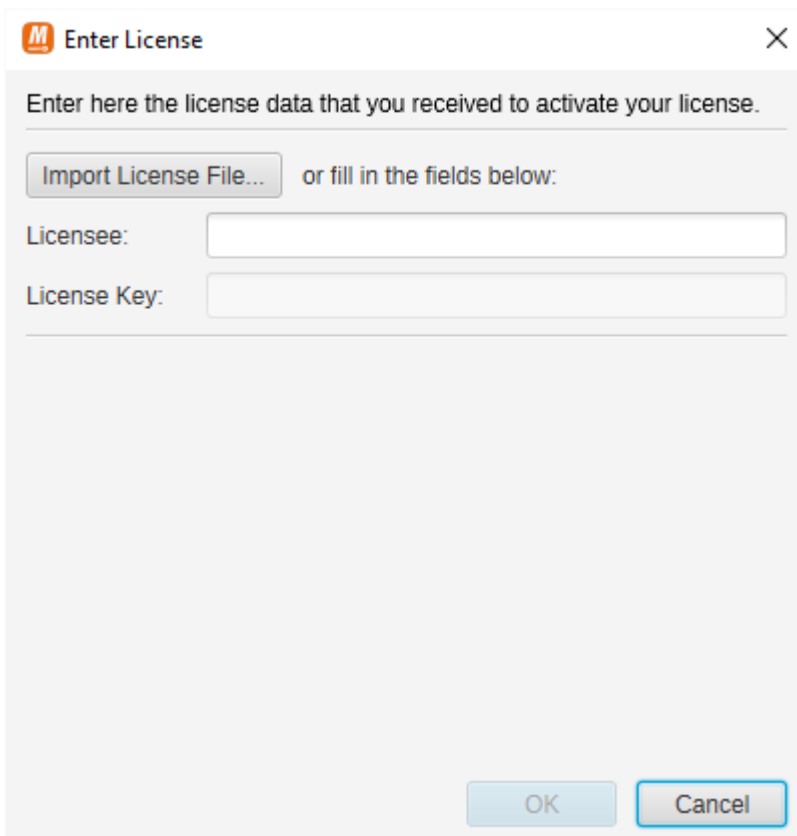 M Enter License
Enter here the license data that you received to activate your license.
Import License File... or fill in the fields below:
Licensee:
License Key:
OK Cancel